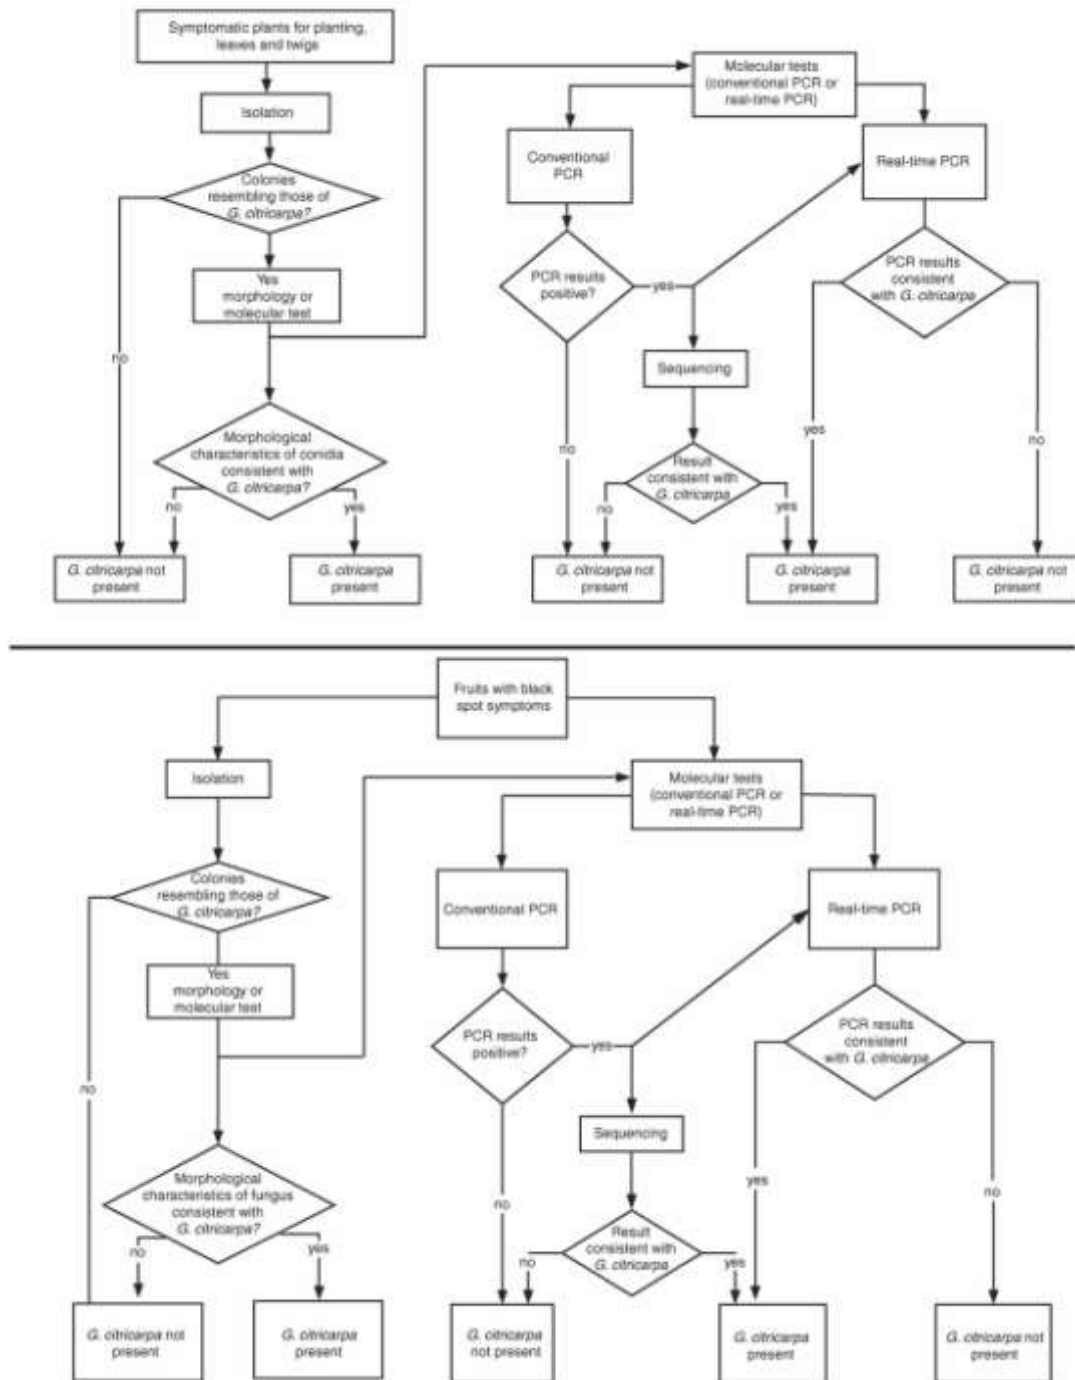 Symptomatic plants for planting,
leaves and twigs
Isolation
Colonies
resembling those of
G. citricarpa?
Yes
morphology or
molecular test
no
Morphological
characteristics of conidia
consistent with
G. citricarpa?
no
yes
G. citricarpa not
present
G. citricarpa
present
Molecular tests
(conventional PCR or
real-time PCR)
Conventional
PCR
Real-time PCR
PCR results
positive?
yes
PCR results
consistent
with G. citricarpa
Sequencing
no
yes
no
Result
consistent with
G. citricarpa
no
yes
G. citricarpa not
present
G. citricarpa
present
G. citricarpa not
present
Fruits with black
spot symptoms
Isolation
Molecular tests
(conventional PCR or
real-time PCR)
Colonies
resembling those of
G. citricarpa?
Conventional PCR
Real-time PCR
Yes
morphology or
molecular test
no
PCR results
positive?
yes
PCR results
consistent
with G. citricarpa
Sequencing
Morphological
characteristics of fungus
consistent with
G. citricarpa?
no
yes
no
yes
no
Result
consistent with
G. citricarpa
no
yes
G. citricarpa not
present
G. citricarpa
present
G. citricarpa
not present
G. citricarpa
present
G. citricarpa not
present